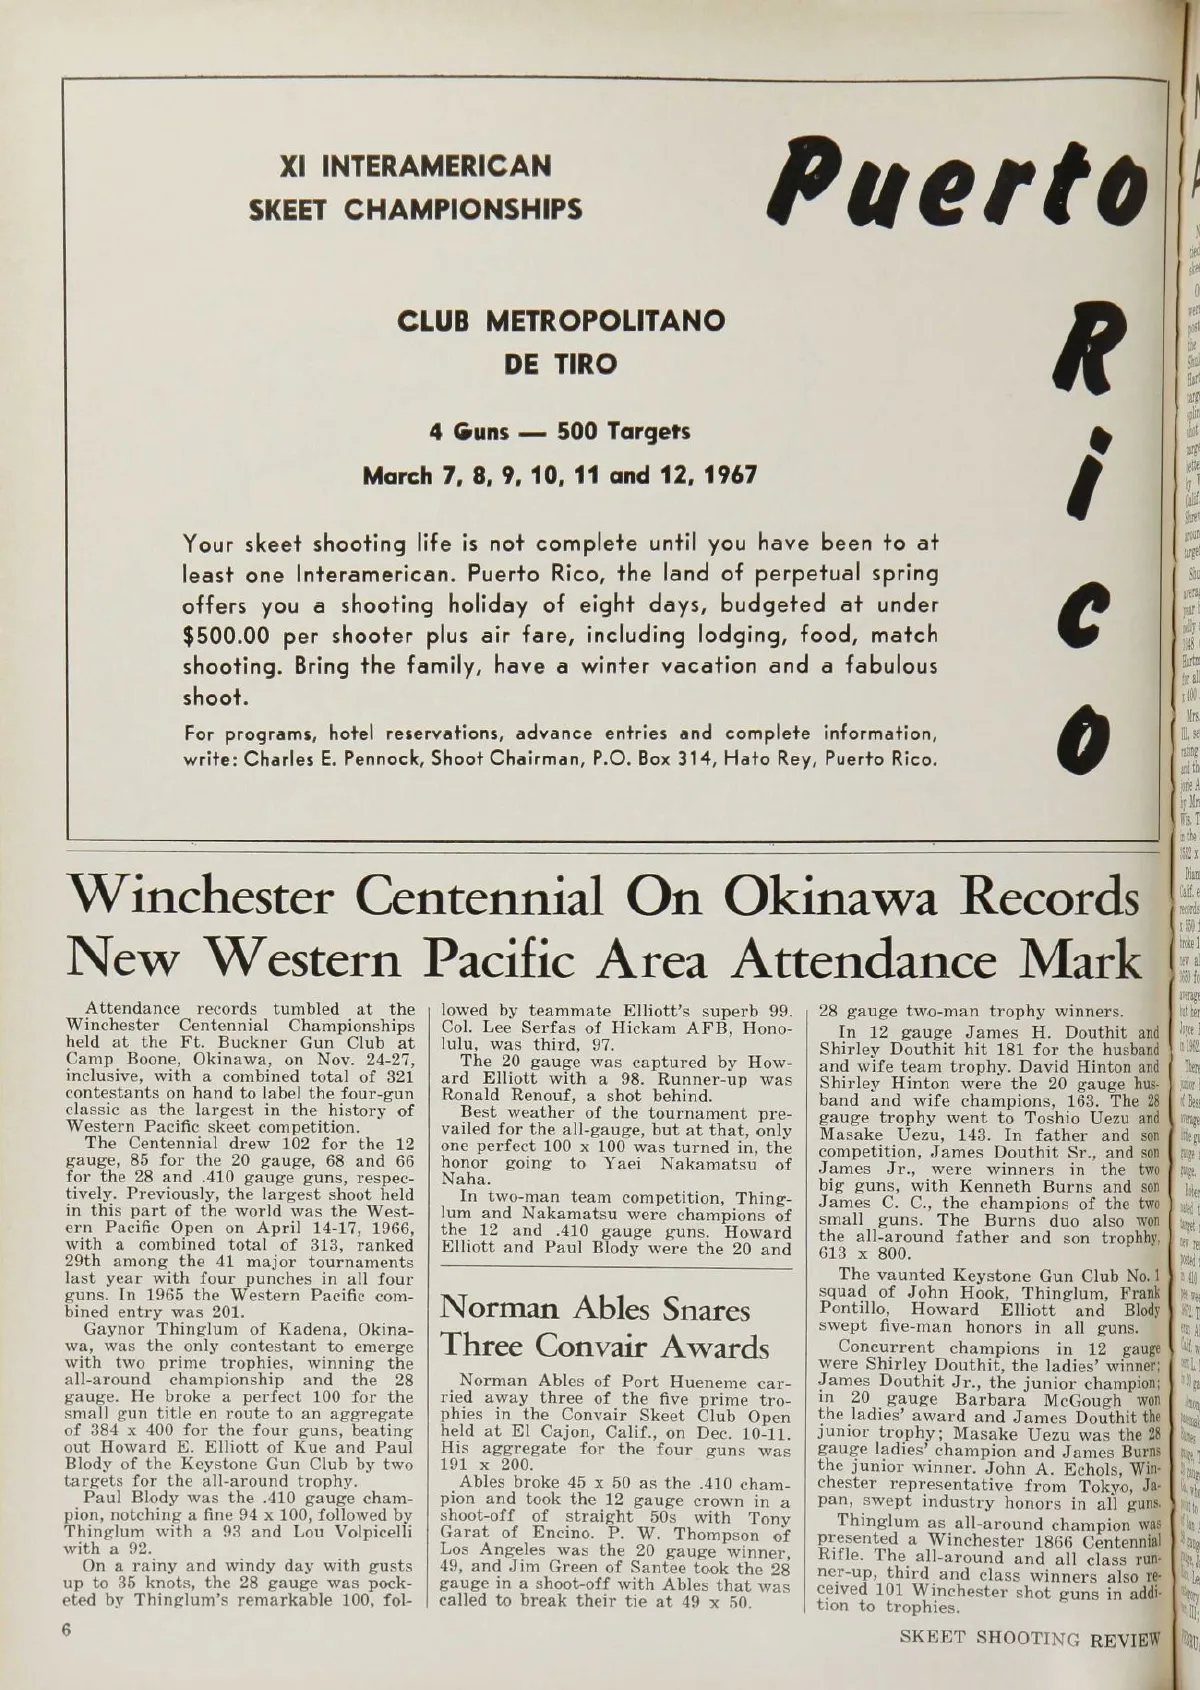 XI INTERAMERICAN
SKEET CHAMPIONSHIPS
Puerto
Rico
CLUB METROPOLITANO
DE TIRO
4 Guns — 500 Targets
March 7, 8, 9, 10, 11 and 12, 1967
Your skeet shooting life is not complete until you have been to at
least one Interamerican. Puerto Rico, the land of perpetual spring
offers you a shooting holiday of eight days, budgeted at under
$500.00 per shooter plus air fare, including lodging, food, match
shooting. Bring the family, have a winter vacation and a fabulous
shoot.
For programs, hotel reservations, advance entries and complete information,
write: Charles E. Pennock, Shoot Chairman, P.O. Box 314, Hato Rey, Puerto Rico.
Winchester Centennial On Okinawa Records
New Western Pacific Area Attendance Mark
Attendance records tumbled at the
Winchester Centennial Championships
held at the Ft. Buckner Gun Club at
Camp Boone, Okinawa, on Nov. 24-27,
inclusive, with a combined total of 321
contestants on hand to label the four-gun
classic as the largest in the history of
Western Pacific skeet competition.
The Centennial drew 102 for the 12
gauge, 85 for the 20 gauge, 68 and 66
for the 28 and .410 gauge guns, respec-
tively. Previously, the largest shoot held
in this part of the world was the West-
ern Pacific Open on April 14-17, 1966,
with a combined total of 313, ranked
29th among the 41 major tournaments
last year with four punches in all four
guns. In 1965 the Western Pacific com-
bined entry was 201.
Gaynor Thinglum of Kadena, Okina-
wa, was the only contestant to emerge
with two prime trophies, winning the
all-around championship and the 28
gauge. He broke a perfect 100 for the
small gun title en route to an aggregate
of 384 x 400 for the four guns, beating
out Howard E. Elliott of Kue and Paul
Blody of the Keystone Gun Club by two
targets for the all-around trophy.
Paul Blody was the .410 gauge cham-
pion, notching a fine 94 x 100, followed by
Thinglum with a 93 and Lou Volpicelli
with a 92.
On a rainy and windy day with gusts
up to 35 knots, the 28 gauge was pock-
eted by Thinglum's remarkable 100, fol-
lowed by teammate Elliott's superb 99.
Col. Lee Serfas of Hickam AFB, Hono-
lulu, was third, 97.
The 20 gauge was captured by How-
ard Elliott with a 98. Runner-up was
Ronald Renouf, a shot behind.
Best weather of the tournament pre-
vailed for the all-gauge, but at that, only
one perfect 100 x 100 was turned in, the
honor going to Yaei Nakamatsu of
Naha.
In two-man team competition, Thing-
lum and Nakamatsu were champions of
the 12 and .410 gauge guns. Howard
Elliott and Paul Blody were the 20 and
Norman Ables Snares
Three Convair Awards
Norman Ables of Port Hueneme car-
ried away three of the five prime tro-
phies in the Convair Skeet Club Open
held at El Cajon, Calif., on Dec. 10-11.
His aggregate for the four guns was
191 x 200.
Ables broke 45 x 50 as the .410 cham-
pion and took the 12 gauge crown in a
shoot-off of straight 50s with Tony
Garat of Encino. P. W. Thompson of
Los Angeles was the 20 gauge winner,
49, and Jim Green of Santee took the 28
gauge in a shoot-off with Ables that was
called to break their tie at 49 x 50.
28 gauge two-man trophy winners.
In 12 gauge James H. Douthit and
Shirley Douthit hit 181 for the husband
and wife team trophy. David Hinton and
Shirley Hinton were the 20 gauge hus-
band and wife champions, 163. The 28
gauge trophy went to Toshio Uezu and
Masake Uezu, 143. In father and son
competition, James Douthit Sr., and son
James Jr., were winners in the two
big guns, with Kenneth Burns and son
James C. C., the champions of the two
small guns. The Burns duo also won
the all-around father and son trophhy,
613 x 800.
The vaunted Keystone Gun Club No. 1
squad of John Hook, Thinglum, Frank
Pontillo, Howard Elliott and Blody
swept five-man honors in all guns.
Concurrent champions in 12 gauge
were Shirley Douthit, the ladies' winner;
James Douthit Jr., the junior champion;
in 20 gauge Barbara McGough won
the ladies' award and James Douthit the
junior trophy; Masake Uezu was the 28
gauge ladies' champion and James Burns
the junior winner. John A. Echols, Win-
chester representative from Tokyo, Ja-
pan, swept industry honors in all guns.
Thinglum as all-around champion was
presented a Winchester 1866 Centennial
Rifle. The all-around and all class run-
ner-up, third and class winners also re-
ceived 101 Winchester shot guns in addi-
tion to trophies.
6
SKEET SHOOTING REVIEW